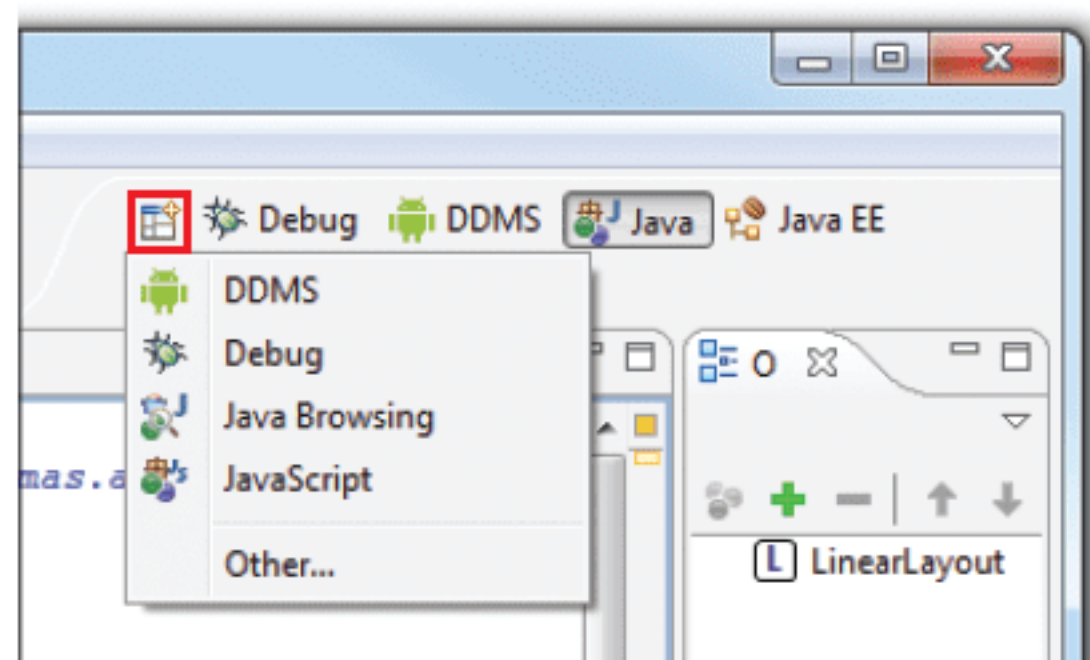 Debug DDMS Java Java EE
DDMS
Debug
Java Browsing
JavaScript
Other...
O
mas.a
L LinearLayout